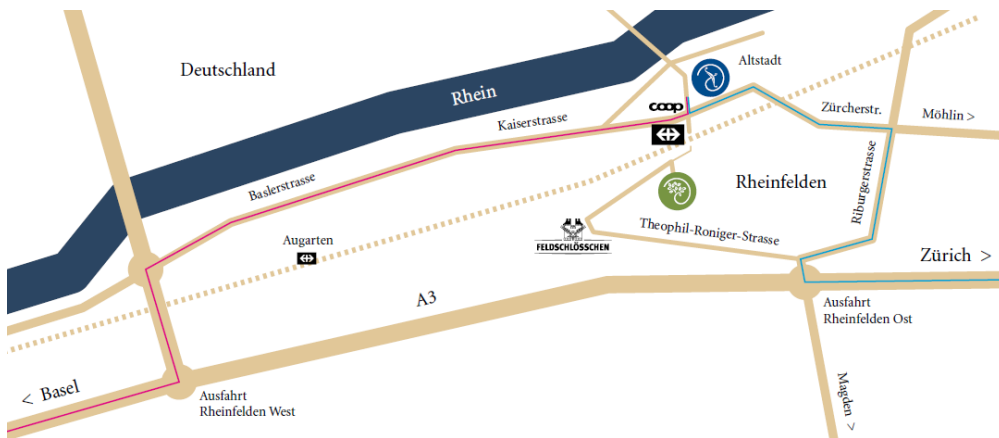 Deutschland
Rhein
Altstadt
coop
Kaiserstrasse
Zürcherstr.
Möhlin >
Baslerstrasse
Riburgerstrasse
Rheinfelden
Theophil-Roniger-Strasse
Augarten
FELDSCHLÖSSCHEN
Zürich >
A3
Ausfahrt
Rheinfelden Ost
< Basel
Ausfahrt
Rheinfelden West
Magden >